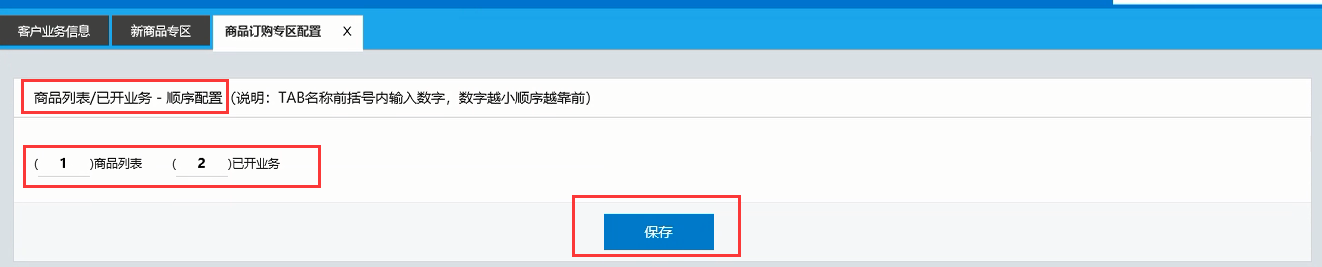 客户业务信息 新商品专区 商品订购专区配置 X
商品列表/已开业务 - 顺序配置 (说明：TAB名称前括号内输入数字，数字越小顺序越靠前)
( 1 )商品列表 ( 2 )已开业务
保存